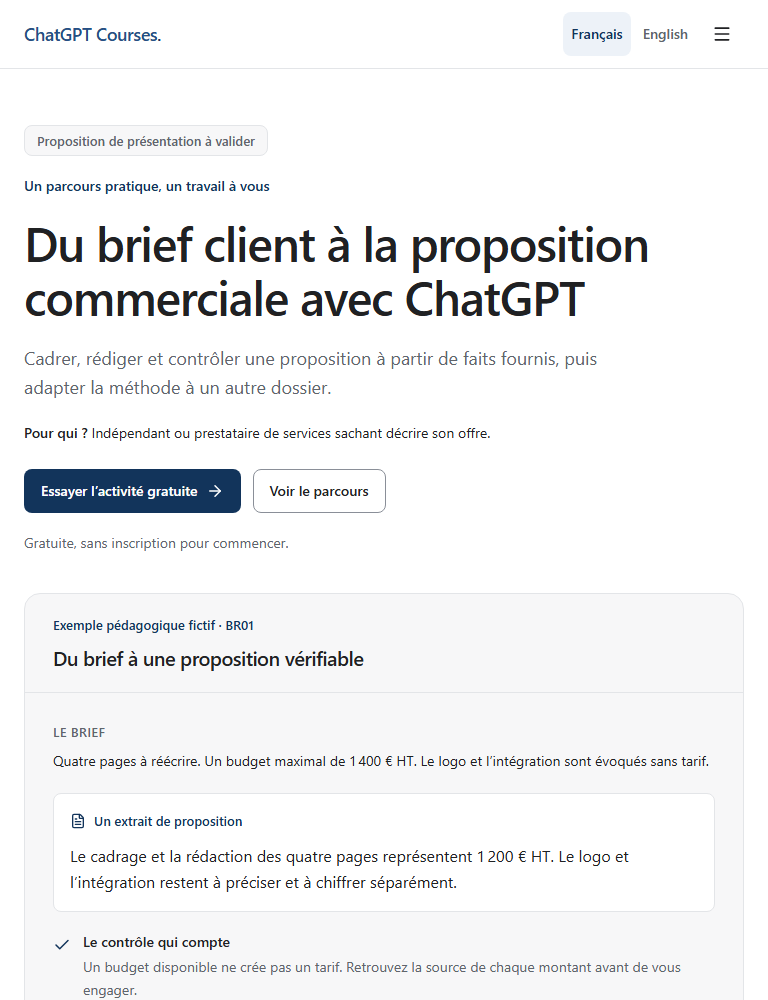 ChatGPT Courses.
Français
English
Proposition de présentation à valider
Un parcours pratique, un travail à vous
Du brief client à la proposition
commerciale avec ChatGPT
Cadrer, rédiger et contrôler une proposition à partir de faits fournis, puis
adapter la méthode à un autre dossier.
Pour qui ? Indépendant ou prestataire de services sachant décrire son offre.
Essayer l’activité gratuite →
Voir le parcours
Gratuite, sans inscription pour commencer.
Exemple pédagogique fictif · BR01
Du brief à une proposition vérifiable
LE BRIEF
Quatre pages à réécrire. Un budget maximal de 1 400 € HT. Le logo et l’intégration sont évoqués sans tarif.
Un extrait de proposition
Le cadrage et la rédaction des quatre pages représentent 1 200 € HT. Le logo et
l’intégration restent à préciser et à chiffrer séparément.
Le contrôle qui compte
Un budget disponible ne crée pas un tarif. Retrouvez la source de chaque montant avant de vous
engager.